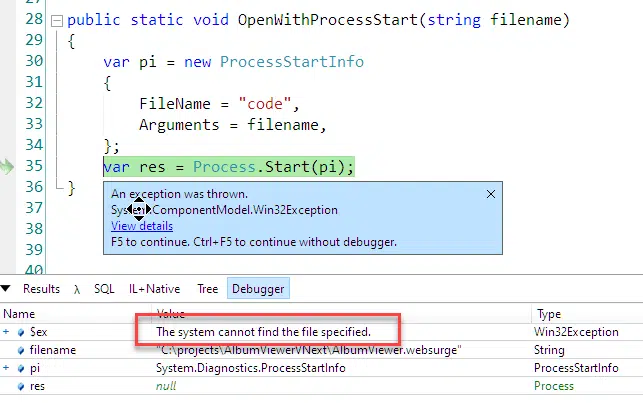 28 public static void OpenWithProcessStart(string filename)
29 {
30 var pi = new ProcessStartInfo
31 {
32 FileName = "code",
33 Arguments = filename,
34 };
35 var res = Process.Start(pi);
36 }
37 An exception was thrown.
38 System.ComponentModel.Win32Exception
View details
39 F5 to continue. Ctrl+F5 to continue without debugger.
40
Results λ SQL IL+Native Tree Debugger
Name Value Type
+ $ex The system cannot find the file specified. Win32Exception
filename "C:\projects\AlbumViewerVNext\AlbumViewer.websurge" String
+ pi System.Diagnostics.ProcessStartInfo ProcessStartInfo
res null Process